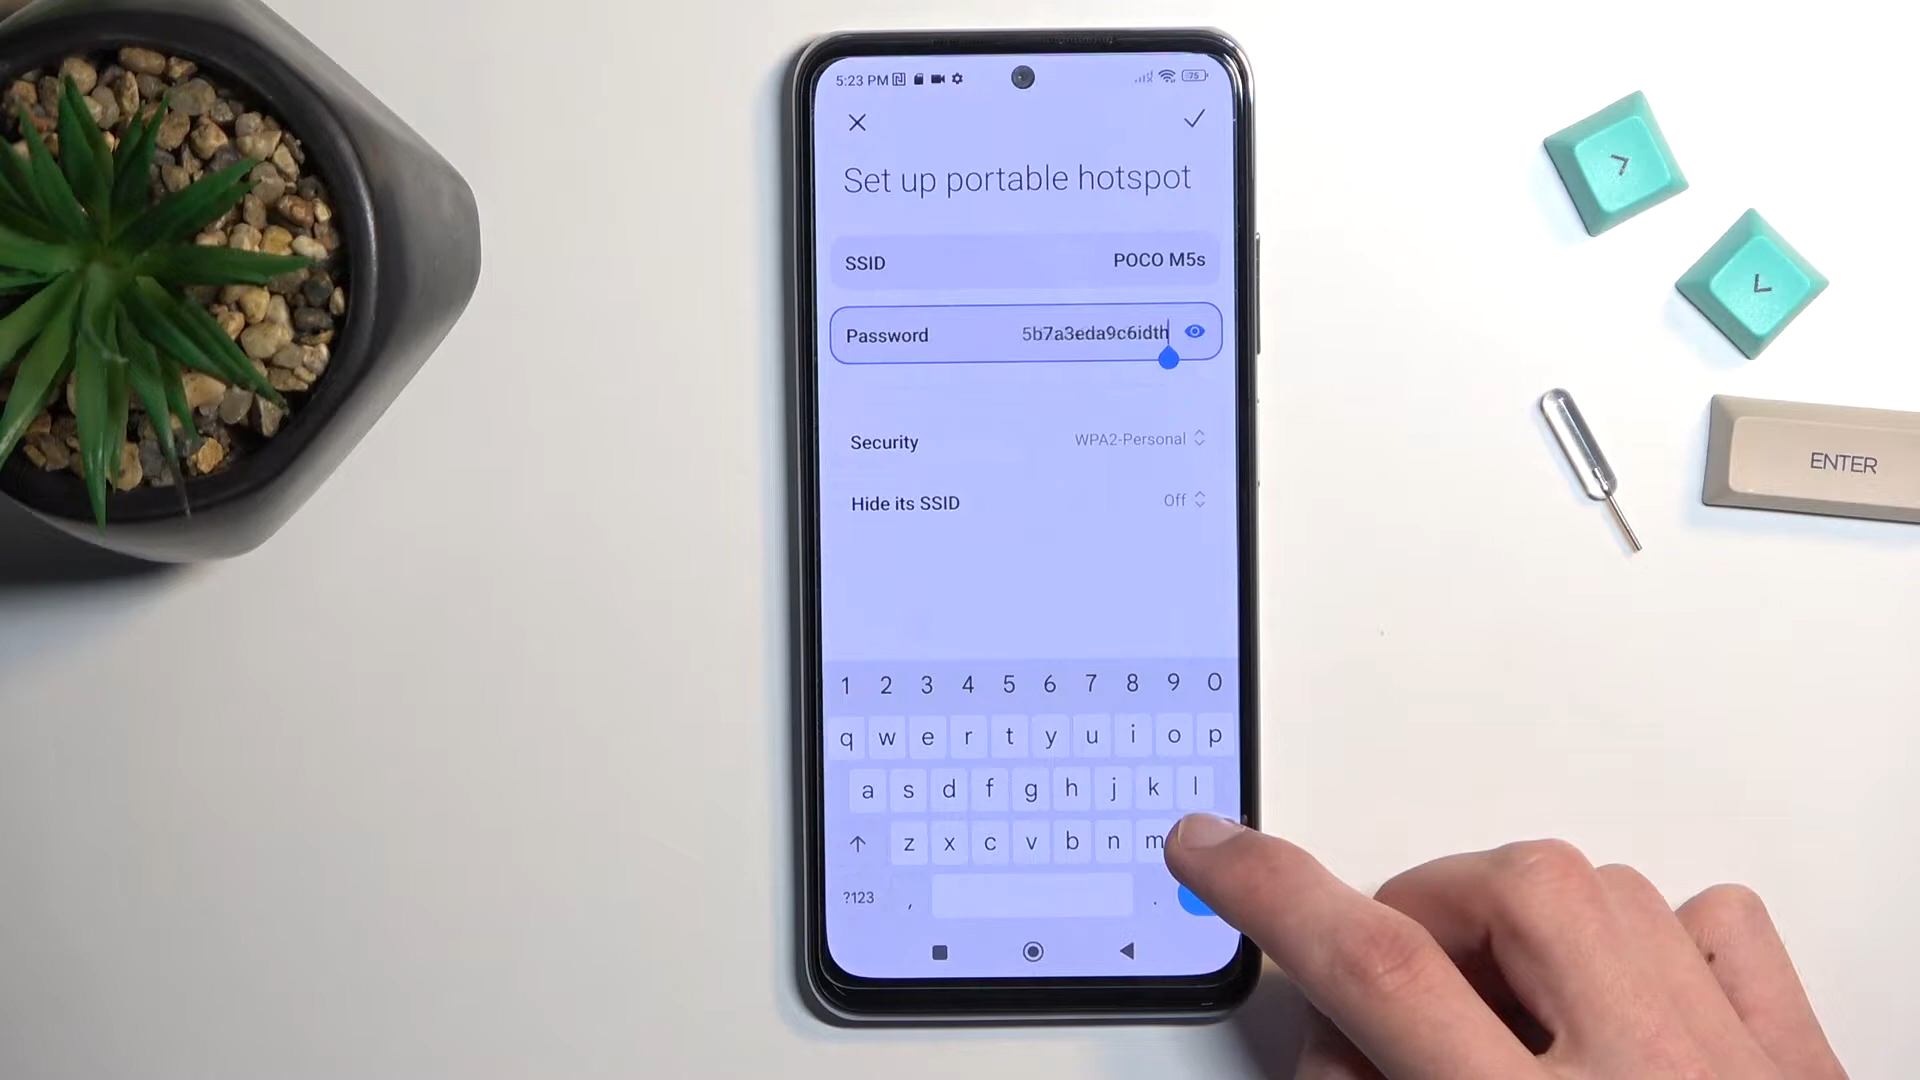 5:23 PM 75
Set up portable hotspot
SSID POCO M5s
Password 5b7a3eda9c6idth
Security WPA2-Personal
Hide its SSID Off
1 2 3 4 5 6 7 8 9 0
q w e r t y u i o p
a s d f g h j k l
z x c v b n m
?123 , .
>
<
ENTER